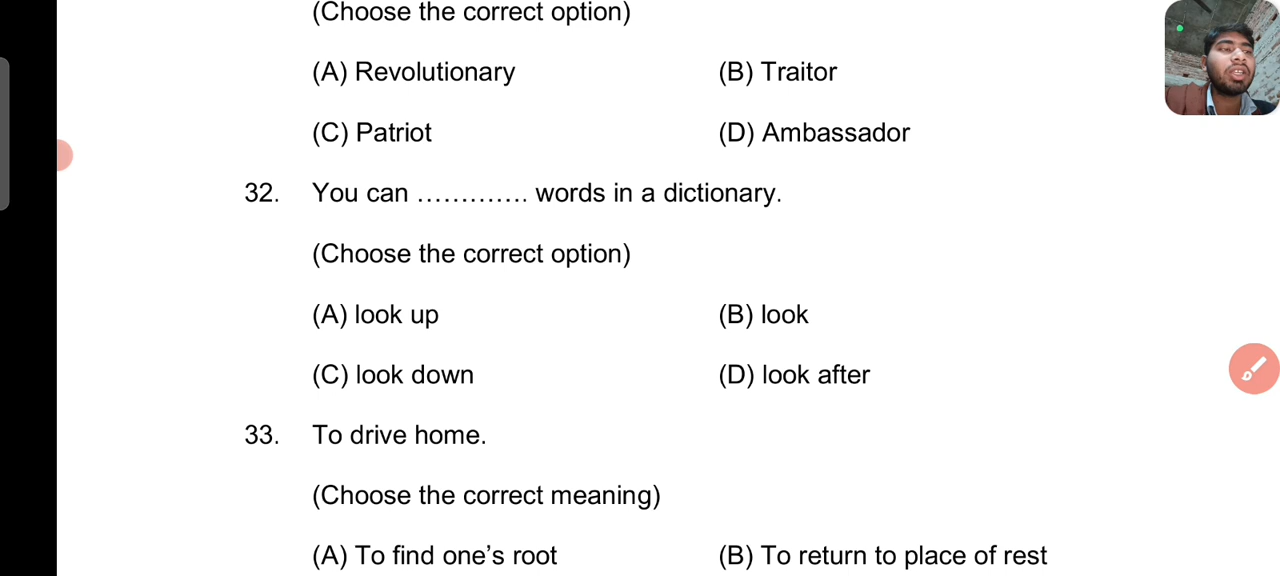 (Choose the correct option)
(A) Revolutionary (B) Traitor
(C) Patriot (D) Ambassador
32. You can ............. words in a dictionary.
(Choose the correct option)
(A) look up (B) look
(C) look down (D) look after
33. To drive home.
(Choose the correct meaning)
(A) To find one’s root (B) To return to place of rest